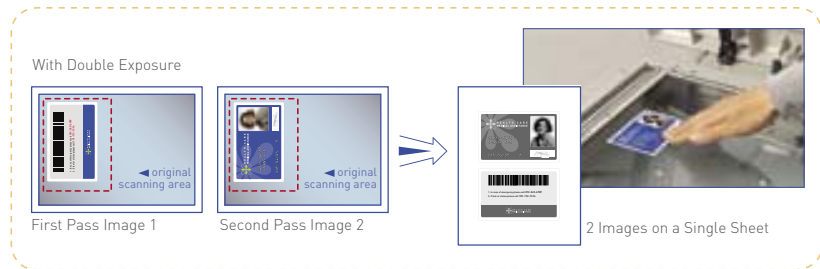 With Double Exposure
◄ original
scanning area
◄ original
scanning area
First Pass Image 1
Second Pass Image 2
2 Images on a Single Sheet